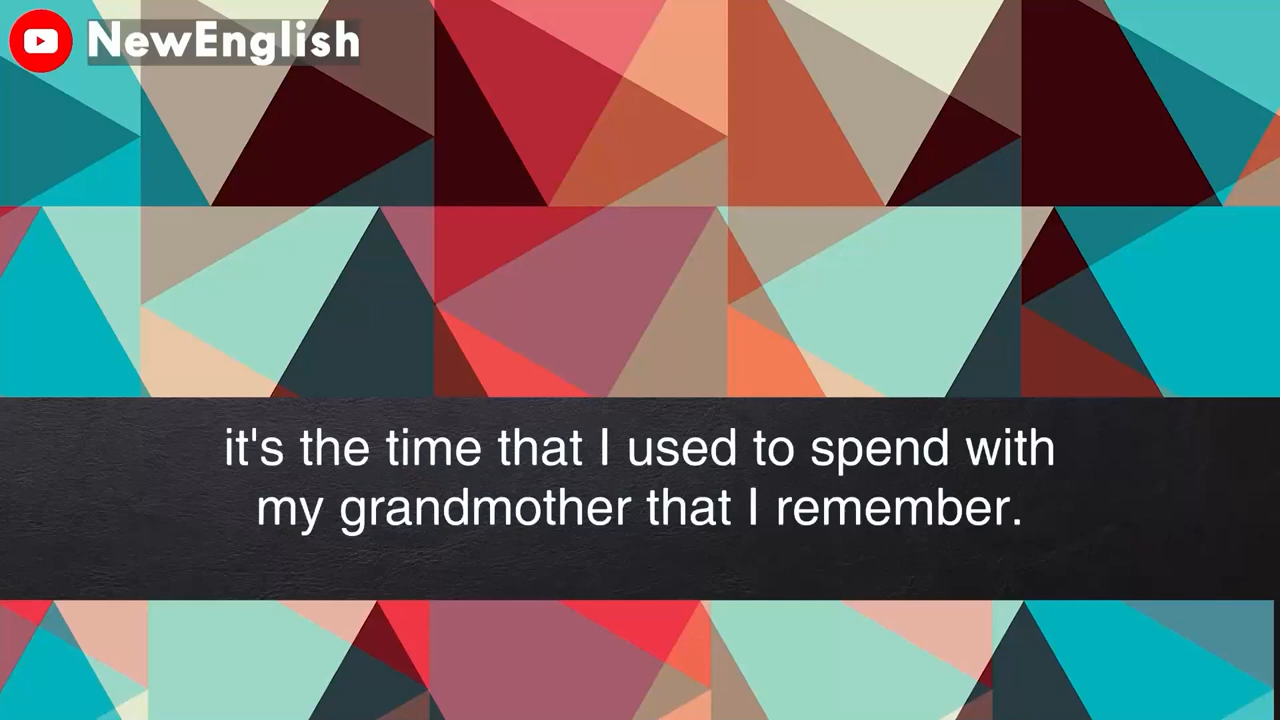 NewEnglish
it's the time that I used to spend with
my grandmother that I remember.